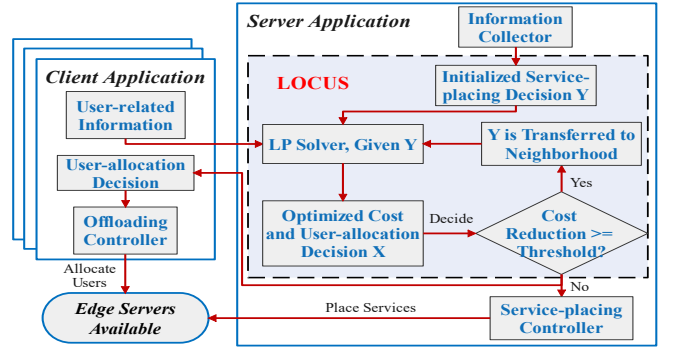 Server Application
Information
Collector
Client Application
LOCUS
Initialized Service-
placing Decision Y
User-related
Information
LP Solver, Given Y
Y is Transferred to
Neighborhood
User-allocation
Decision
Yes
Offloading
Controller
Optimized Cost
and User-allocation
Decision X
Decide
Cost
Reduction >=
Threshold?
Allocate
Users
No
Edge Servers
Available
Place Services
Service-placing
Controller